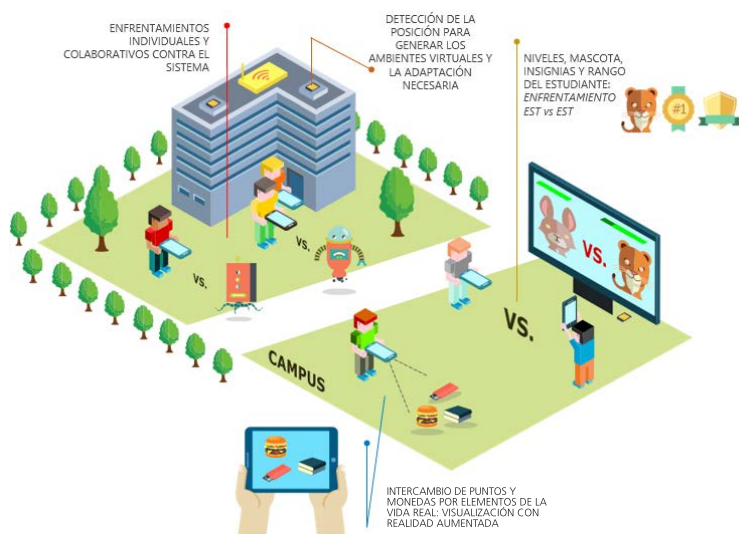 ENFRENTAMIENTOS
INDIVIDUALES Y
COLABORATIVOS CONTRA EL
SISTEMA
DETECCIÓN DE LA
POSICIÓN PARA
GENERAR LOS
AMBIENTES VIRTUALES Y
LA ADAPTACIÓN
NECESARIA
NIVELES, MASCOTA,
INSIGNIAS Y RANGO
DEL ESTUDIANTE:
ENFRENTAMIENTO
EST vs EST
#1
VS.
VS.
VS.
VS.
CAMPUS
INTERCAMBIO DE PUNTOS Y
MONEDAS POR ELEMENTOS DE LA
VIDA REAL: VISUALIZACIÓN CON
REALIDAD AUMENTADA